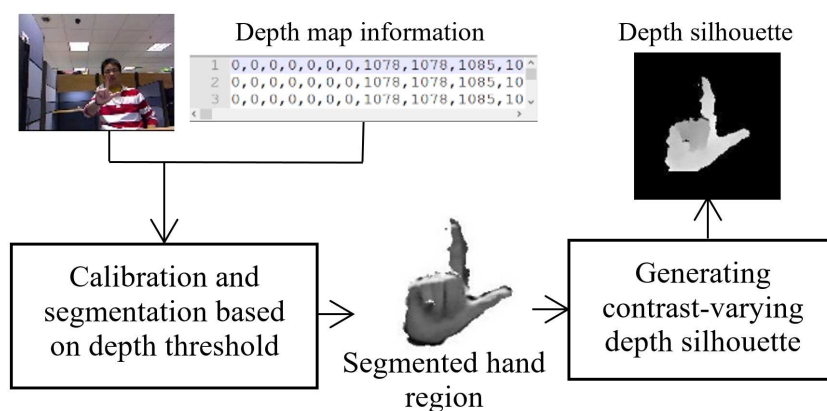 Depth map information
Depth silhouette
1 0,0,0,0,0,0,0,1078,1078,1085,10
2 0,0,0,0,0,0,0,1078,1078,1085,10
3 0,0,0,0,0,0,0,1078,1078,1085,10
Calibration and
segmentation based
on depth threshold
Segmented hand
region
Generating
contrast-varying
depth silhouette